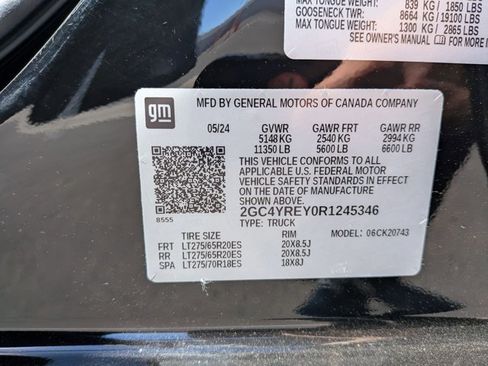 MAX TONGUE WEIGHT: 839 KG / 1850 LBS
GOOSENECK TWR: 8664 KG / 19100 LBS
MAX TONGUE WEIGHT: 1300 KG / 2865 LBS
SEE OWNER'S MANUAL FOR MORE
gm
MFD BY GENERAL MOTORS OF CANADA COMPANY
05/24 GVWR GAWR FRT GAWR RR
5148 KG 2540 KG 2994 KG
11350 LB 5600 LB 6600 LB
THIS VEHICLE CONFORMS TO ALL
APPLICABLE U.S. FEDERAL MOTOR
VEHICLE SAFETY STANDARDS IN EFFECT
ON THE DATE OF MANUFACTURE
SHOWN ABOVE.
2GC4YREY0R1245346
8555
TYPE: TRUCK
MODEL: 06CK20743
TIRE SIZE RIM
FRT LT275/65R20ES 20X8.5J
RR LT275/65R20ES 20X8.5J
SPA LT275/70R18ES 18X8J